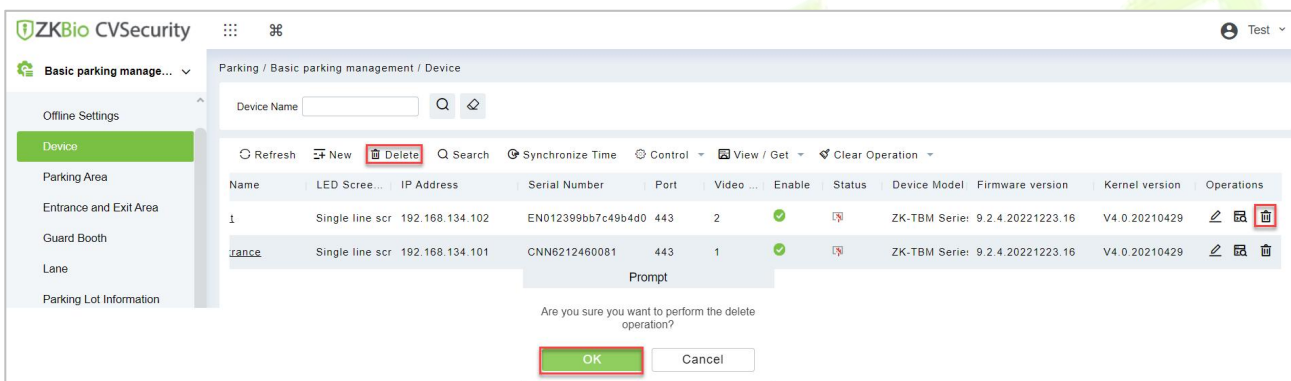 ZKBio CVSecurity
Test
Basic parking manage...
Parking / Basic parking management / Device
Offline Settings
Device
Parking Area
Entrance and Exit Area
Guard Booth
Lane
Parking Lot Information
Device Name
Refresh New Delete Search Synchronize Time Control View / Get Clear Operation
Name LED Scree... IP Address Serial Number Port Video ... Enable Status Device Model Firmware version Kernel version Operations
t Single line scr 192.168.134.102 EN012399bb7c49b4d0 443 2 ZK-TBM Series 9.2.4.20221223.16 V4.0.20210429
trance Single line scr 192.168.134.101 CNN6212460081 443 1 ZK-TBM Series 9.2.4.20221223.16 V4.0.20210429
Prompt
Are you sure you want to perform the delete
operation?
OK Cancel